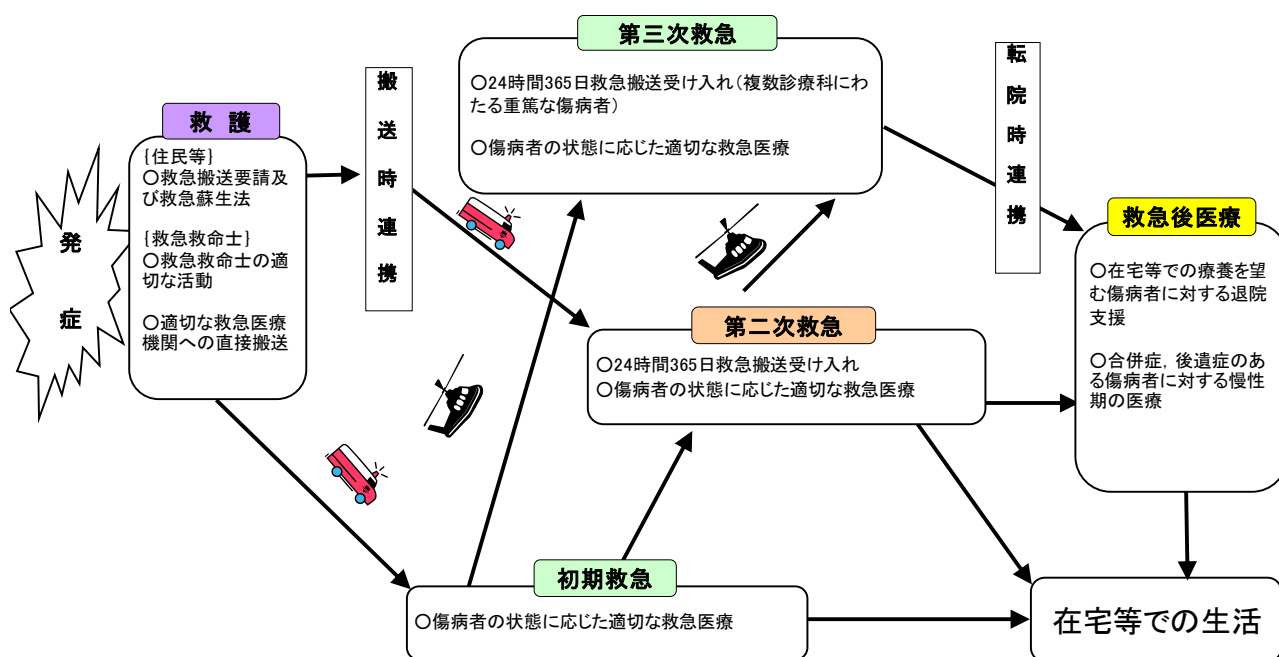 発症
救 護
{住民等}
○救急搬送要請及
び救急蘇生法
{救急救命士}
○救急救命士の適
切な活動
○適切な救急医療
機関への直接搬送
搬送時連携
第三次救急
○24時間365日救急搬送受け入れ(複数診療科にわ
たる重篤な傷病者)
○傷病者の状態に応じた適切な救急医療
転院時連携
第二次救急
○24時間365日救急搬送受け入れ
○傷病者の状態に応じた適切な救急医療
救急後医療
○在宅等での療養を望
む傷病者に対する退院
支援
○合併症,後遺症のあ
る傷病者に対する慢性
期の医療
初期救急
○傷病者の状態に応じた適切な救急医療
在宅等での生活